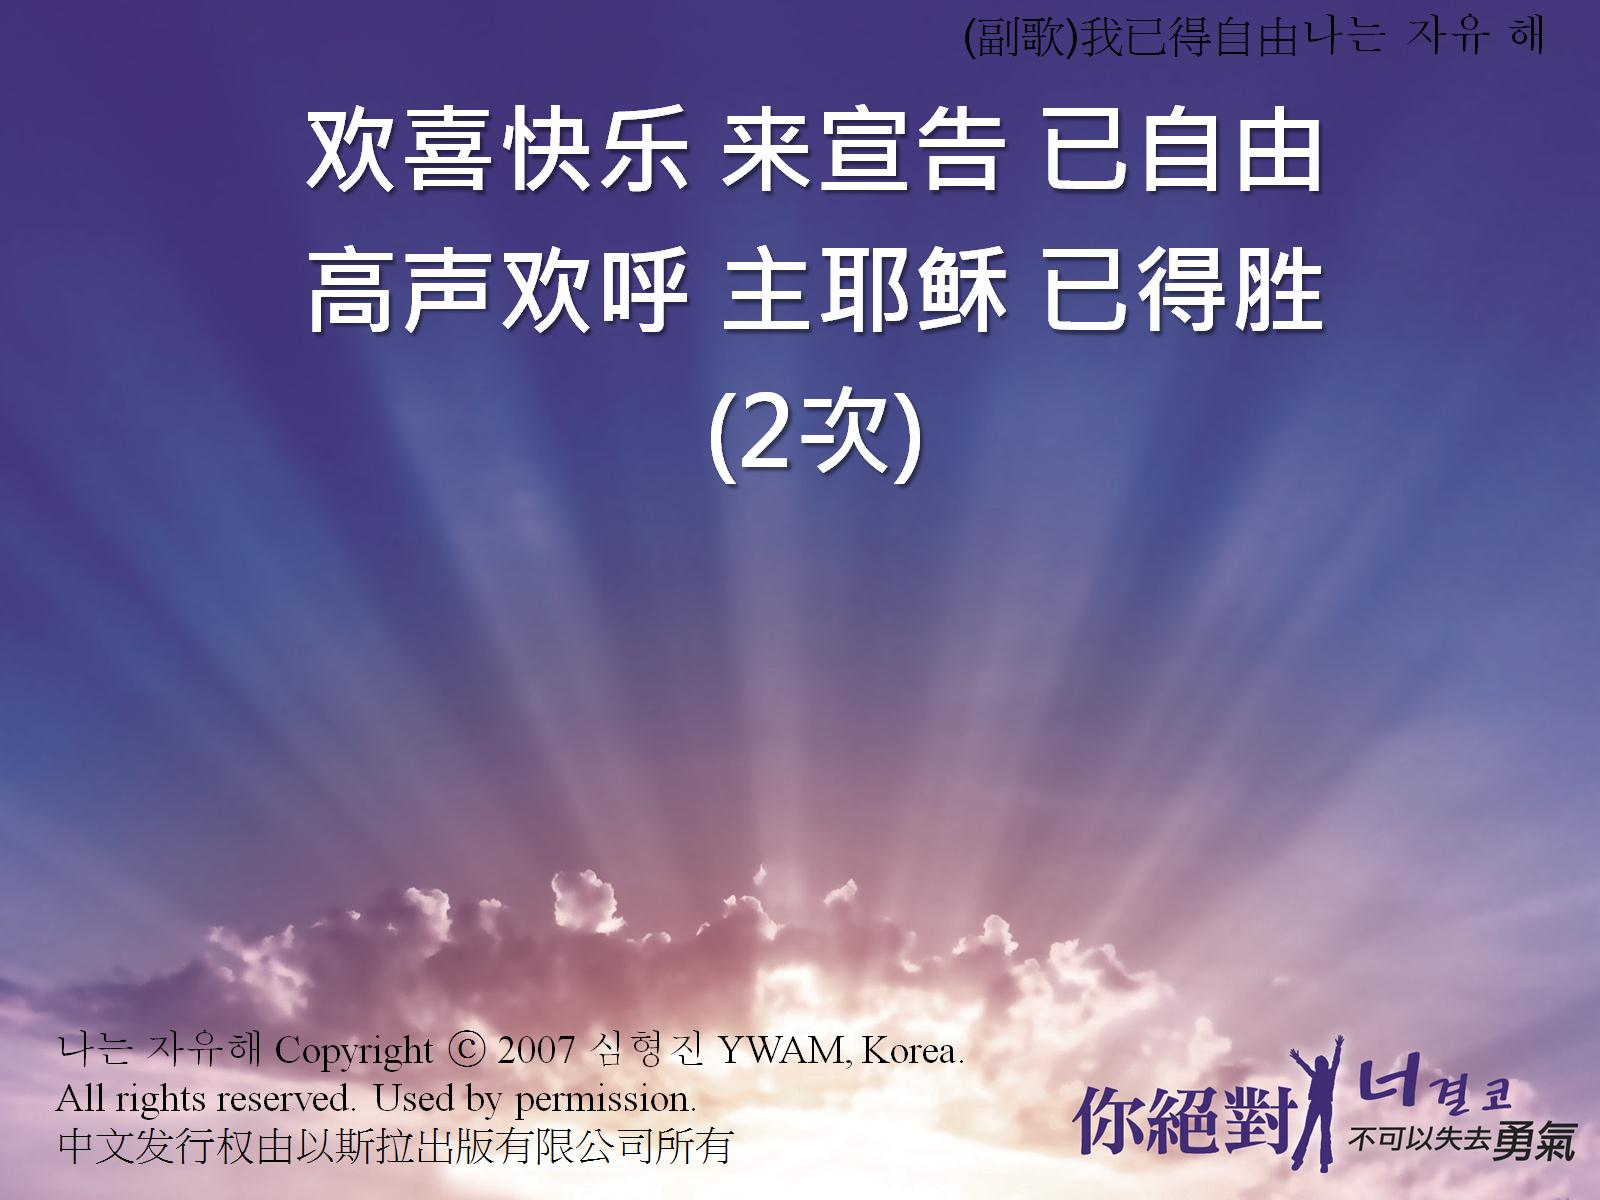 (副歌)我已得自由나는 자유 해
欢喜快乐 来宣告 已自由
高声欢呼 主耶稣 已得胜
(2次)
나는 자유해 Copyright ⓒ 2007 심형진 YWAM, Korea.
All rights reserved. Used by permission.
中文发行权由以斯拉出版有限公司所有
你絕對 너 결코
不可以失去勇氣